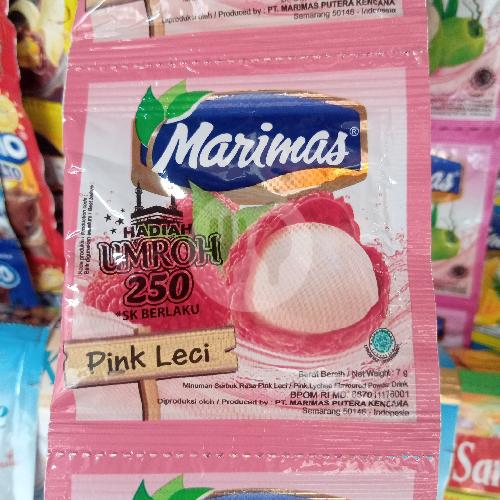 Diproduksi oleh / Produced by : PT. MARIMAS PUTERA KENCANA
Semarang 50146 - Indonesia
Marimas®
HADIAH
UMROH
250
*SK BERLAKU
Pink Leci
Berat Bersih / Net Weight: 7 g
Minuman Serbuk Rasa Pink Leci / Pink Lychee Flavoured Powder Drink
BPOM RI MD 867011176001
Diproduksi oleh / Produced by : PT. MARIMAS PUTERA KENCANA
Semarang 50146 - Indonesia
Marimas